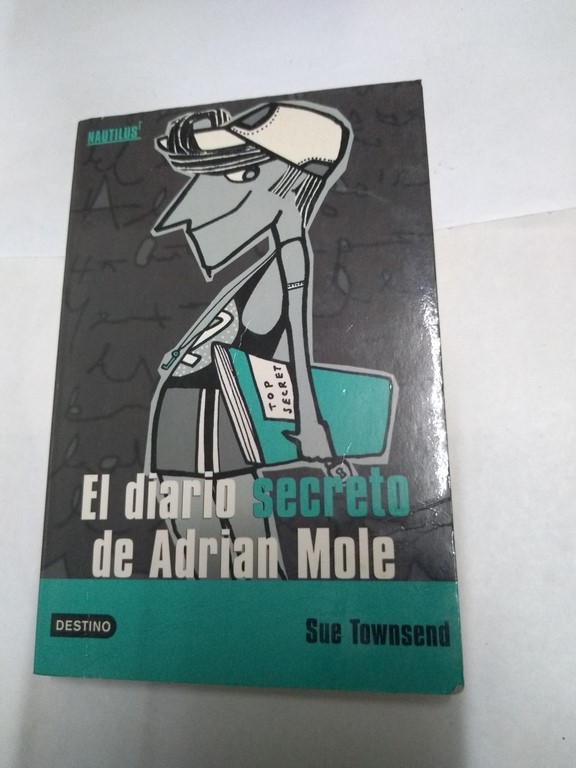 NAUTILUS
TOP
SECRET
El diario secreto
de Adrian Mole
DESTINO
Sue Townsend